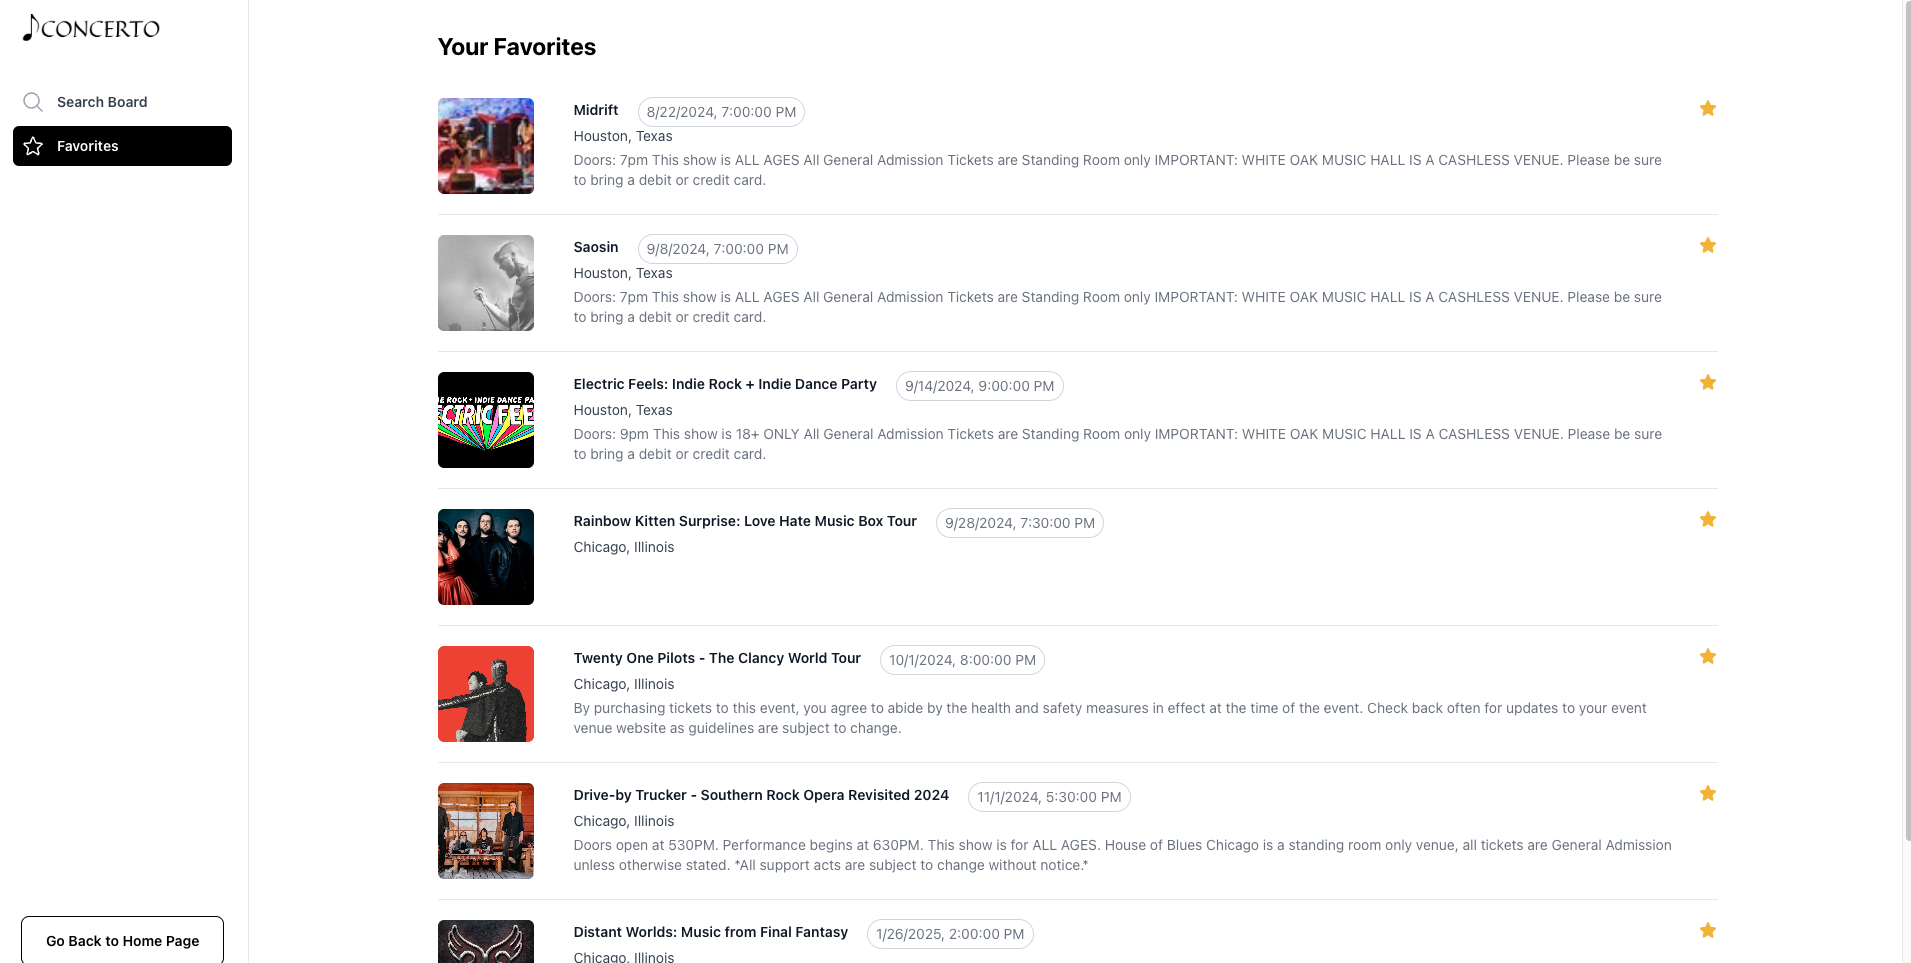 CONCERTO
Search Board
Favorites
Go Back to Home Page
Your Favorites
Midrift 8/22/2024, 7:00:00 PM
Houston, Texas
Doors: 7pm This show is ALL AGES All General Admission Tickets are Standing Room only IMPORTANT: WHITE OAK MUSIC HALL IS A CASHLESS VENUE. Please be sure
to bring a debit or credit card.
Saosin 9/8/2024, 7:00:00 PM
Houston, Texas
Doors: 7pm This show is ALL AGES All General Admission Tickets are Standing Room only IMPORTANT: WHITE OAK MUSIC HALL IS A CASHLESS VENUE. Please be sure
to bring a debit or credit card.
IE ROCK + INDIE DANCE PA
ECTRIC FEE
Electric Feels: Indie Rock + Indie Dance Party 9/14/2024, 9:00:00 PM
Houston, Texas
Doors: 9pm This show is 18+ ONLY All General Admission Tickets are Standing Room only IMPORTANT: WHITE OAK MUSIC HALL IS A CASHLESS VENUE. Please be sure
to bring a debit or credit card.
Rainbow Kitten Surprise: Love Hate Music Box Tour 9/28/2024, 7:30:00 PM
Chicago, Illinois
Twenty One Pilots - The Clancy World Tour 10/1/2024, 8:00:00 PM
Chicago, Illinois
By purchasing tickets to this event, you agree to abide by the health and safety measures in effect at the time of the event. Check back often for updates to your event
venue website as guidelines are subject to change.
Drive-by Trucker - Southern Rock Opera Revisited 2024 11/1/2024, 5:30:00 PM
Chicago, Illinois
Doors open at 530PM. Performance begins at 630PM. This show is for ALL AGES. House of Blues Chicago is a standing room only venue, all tickets are General Admission
unless otherwise stated. *All support acts are subject to change without notice.*
Distant Worlds: Music from Final Fantasy 1/26/2025, 2:00:00 PM
Chicago, Illinois